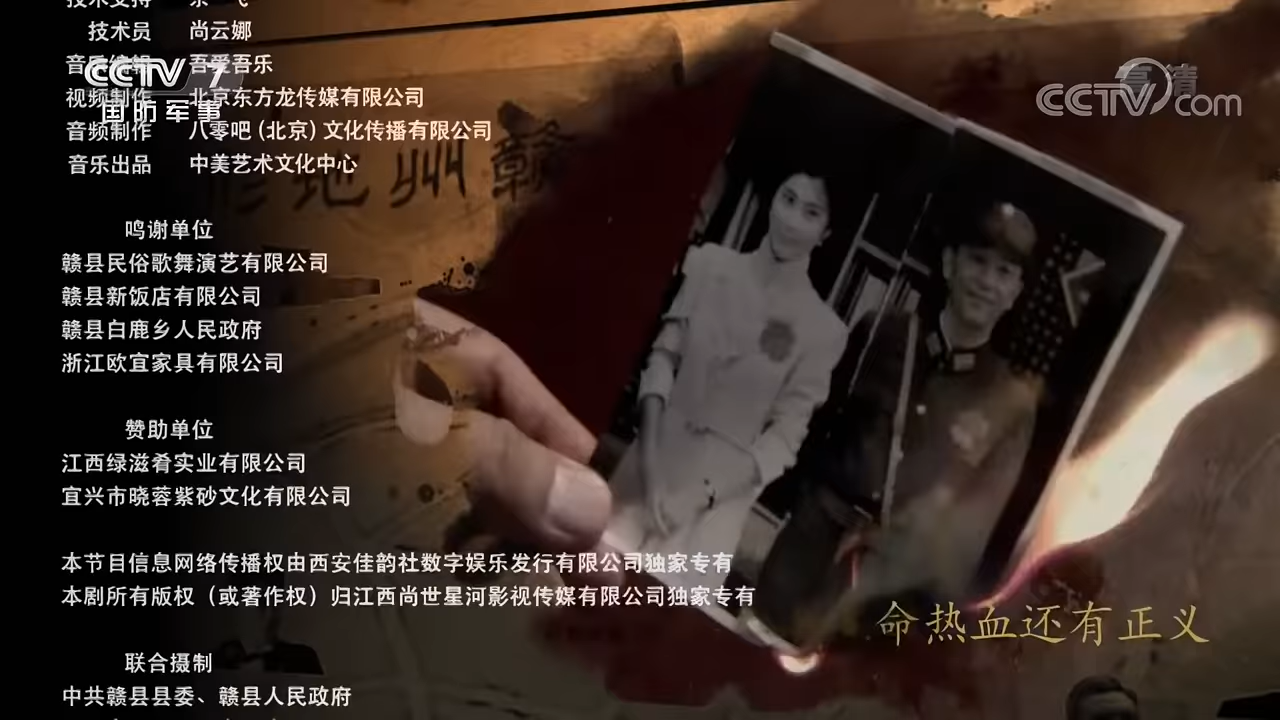 技术支持
技术员 尚云娜
音乐编辑 吾爱吾乐
视频制作 北京东方龙传媒有限公司
音频制作 八零吧（北京）文化传播有限公司
音乐出品 中美艺术文化中心
CCTV 7
国防军事
高清
CCTV.com
赣州地形
鸣谢单位
赣县民俗歌舞演艺有限公司
赣县新饭店有限公司
赣县白鹿乡人民政府
浙江欧宜家具有限公司
赞助单位
江西绿滋肴实业有限公司
宜兴市晓蓉紫砂文化有限公司
本节目信息网络传播权由西安佳韵社数字娱乐发行有限公司独家专有
本剧所有版权（或著作权）归江西尚世星河影视传媒有限公司独家专有
命热血还有正义
联合摄制
中共赣县县委、赣县人民政府